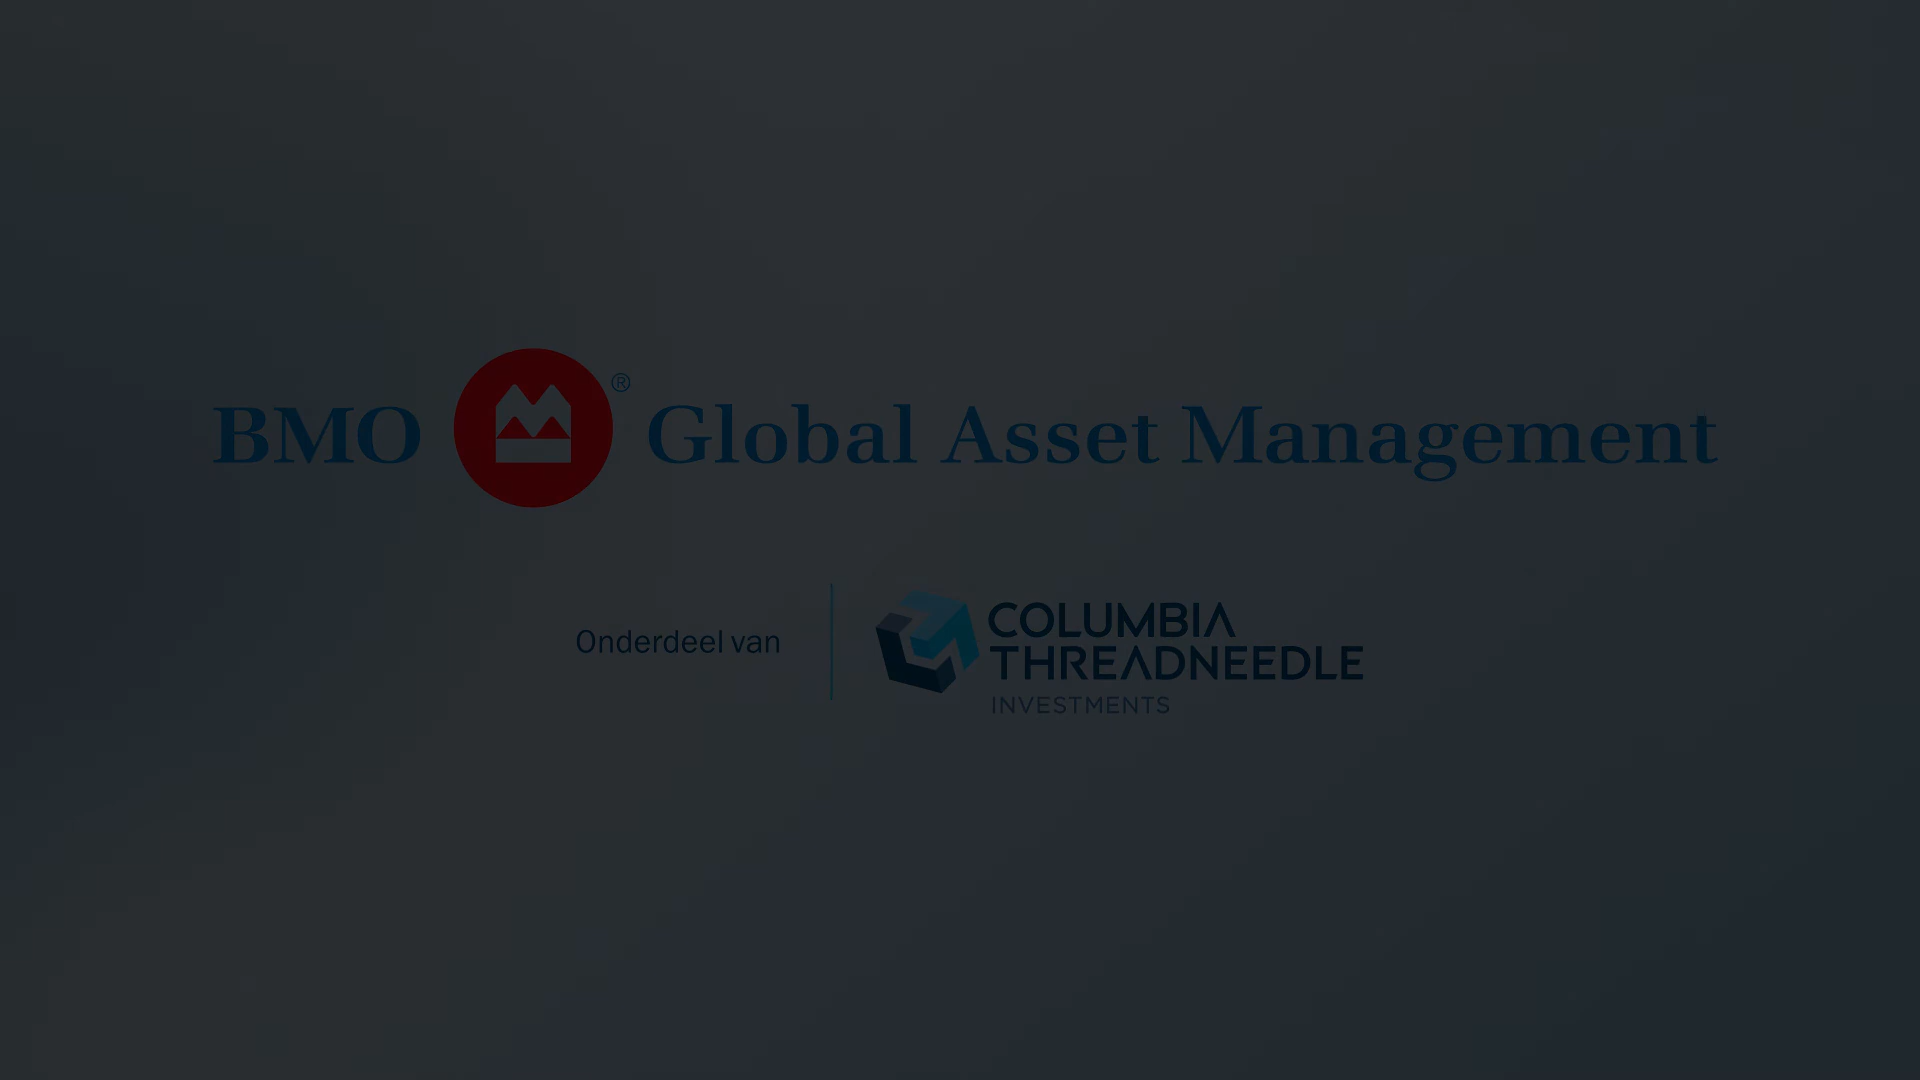 BMO ® Global Asset Management
Onderdeel van
COLUMBIA
THREADNEEDLE
INVESTMENTS